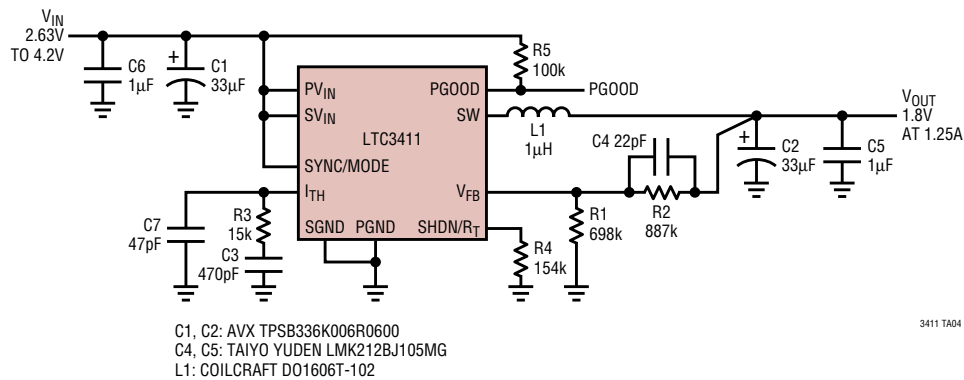 VIN
2.63V
TO 4.2V
C6
1µF
+
C1
33µF
R5
100k
PVIN
PGOOD
PGOOD
SVIN
SW
L1
1µH
VOUT
1.8V
AT 1.25A
LTC3411
C4 22pF
+
C2
33µF
C5
1µF
SYNC/MODE
ITH
VFB
R2
887k
R1
698k
C7
47pF
R3
15k
C3
470pF
SGND
PGND
SHDN/RT
R4
154k
3411 TA04
C1, C2: AVX TPSB336K006R0600
C4, C5: TAIYO YUDEN LMK212BJ105MG
L1: COILCRAFT DO1606T-102